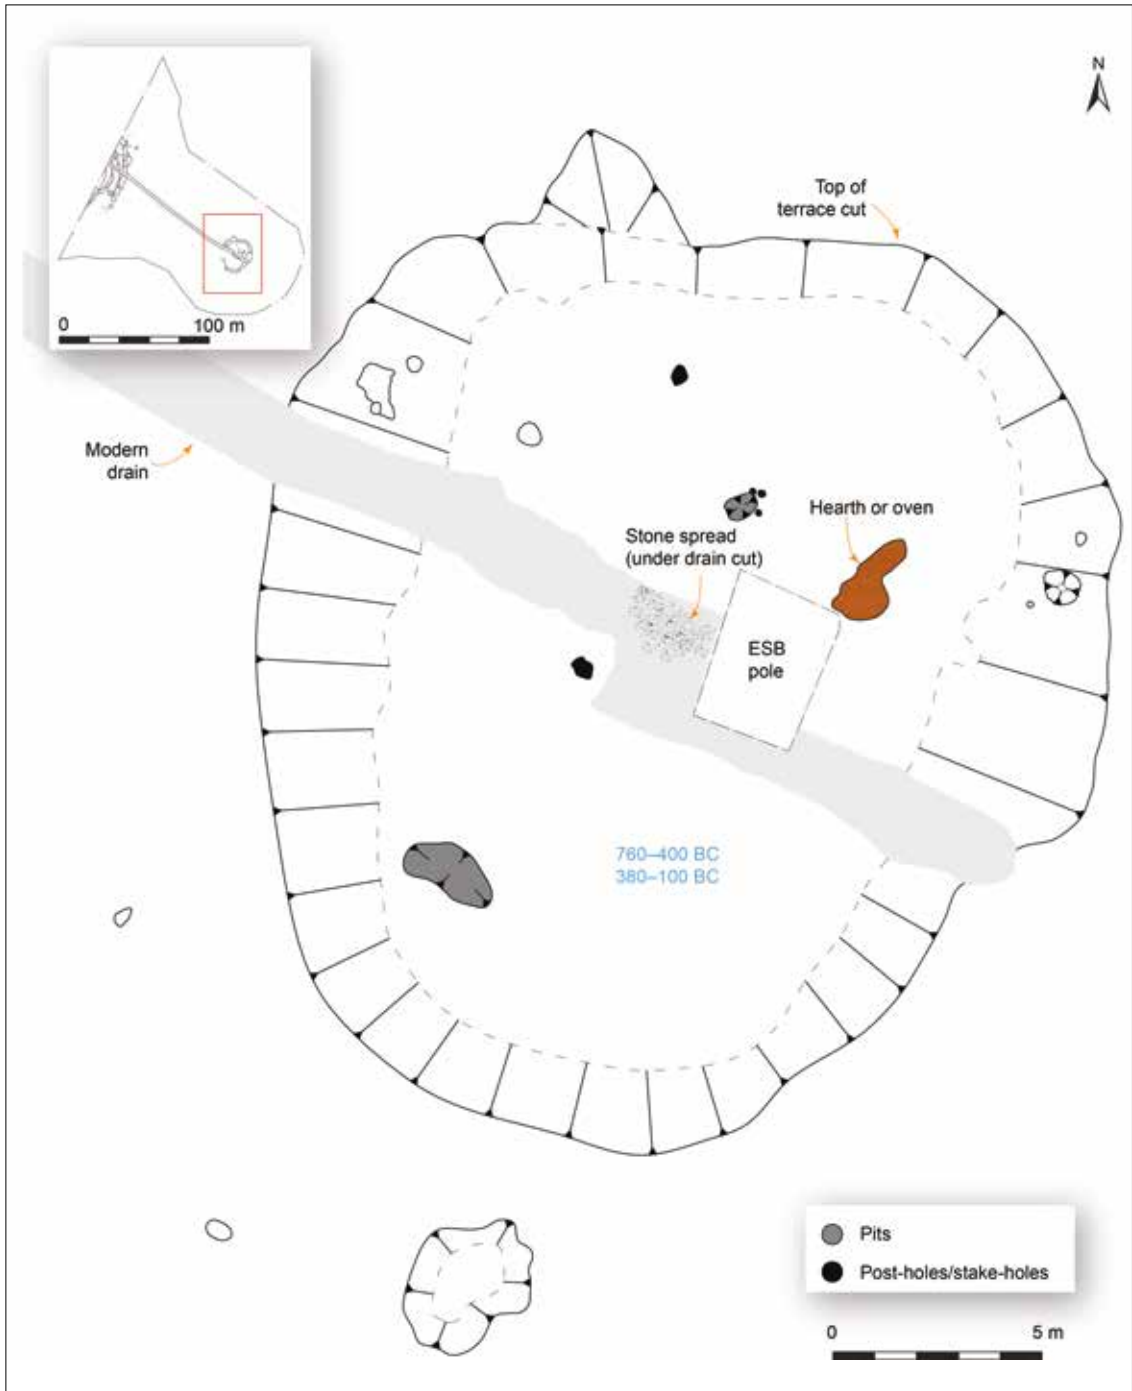 N
0 100 m
Top of
terrace cut
Modern
drain
Hearth or oven
Stone spread
(under drain cut)
ESB
pole
760–400 BC
380–100 BC
Pits
Post-holes/stake-holes
0 5 m